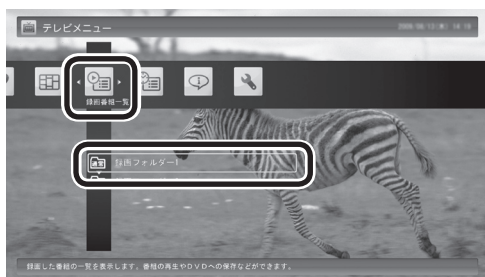 テレビメニュー
録画番組一覧
通常 録画フォルダー1
録画した番組の一覧を表示します。番組の再生やＤＶＤへの保存などができます。